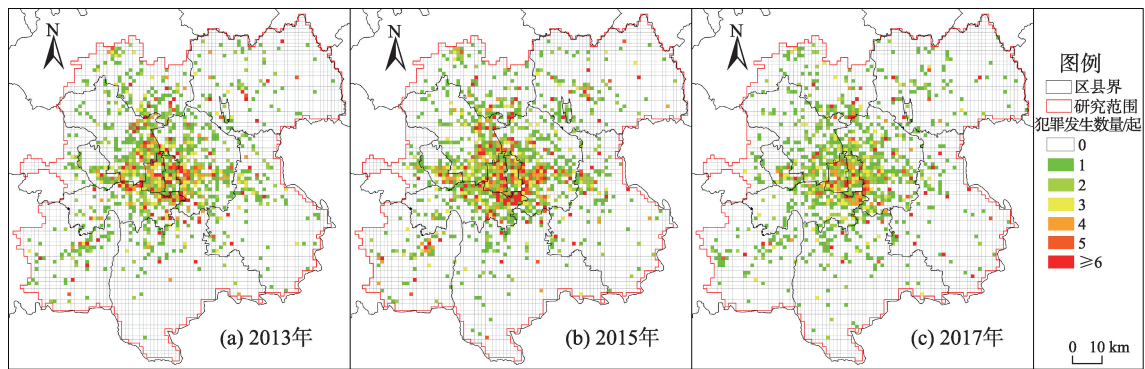 N
(a) 2013年
N
(b) 2015年
N
(c) 2017年
图例
区县界
研究范围
犯罪发生数量/起
0
1
2
3
4
5
≥6
0 10 km